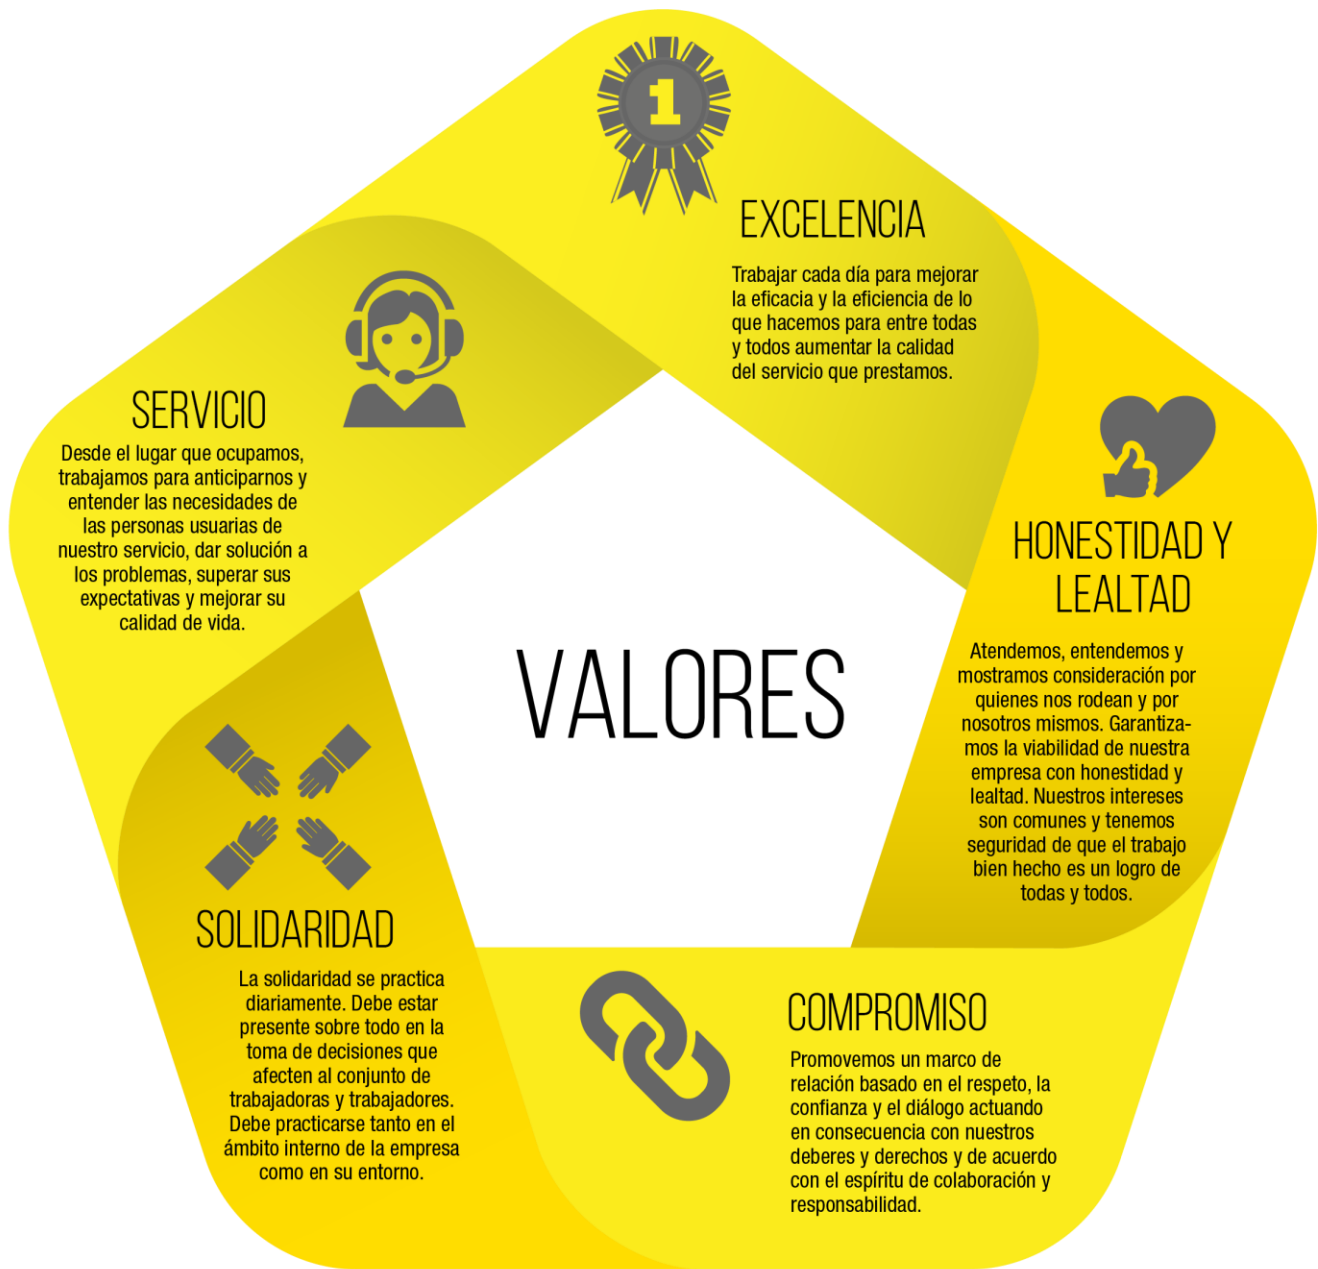 1
EXCELENCIA
Trabajar cada día para mejorar
la eficacia y la eficiencia de lo
que hacemos para entre todas
y todos aumentar la calidad
del servicio que prestamos.
SERVICIO
Desde el lugar que ocupamos,
trabajamos para anticiparnos y
entender las necesidades de
las personas usuarias de
nuestro servicio, dar solución a
los problemas, superar sus
expectativas y mejorar su
calidad de vida.
HONESTIDAD Y
LEALTAD
Atendemos, entendemos y
mostramos consideración por
quienes nos rodean y por
nosotros mismos. Garantiza-
mos la viabilidad de nuestra
empresa con honestidad y
lealtad. Nuestros intereses
son comunes y tenemos
seguridad de que el trabajo
bien hecho es un logro de
todas y todos.
VALORES
SOLIDARIDAD
La solidaridad se practica
diariamente. Debe estar
presente sobre todo en la
toma de decisiones que
afecten al conjunto de
trabajadoras y trabajadores.
Debe practicarse tanto en el
ámbito interno de la empresa
como en su entorno.
COMPROMISO
Promovemos un marco de
relación basado en el respeto, la
confianza y el diálogo actuando
en consecuencia con nuestros
deberes y derechos y de acuerdo
con el espíritu de colaboración y
responsabilidad.